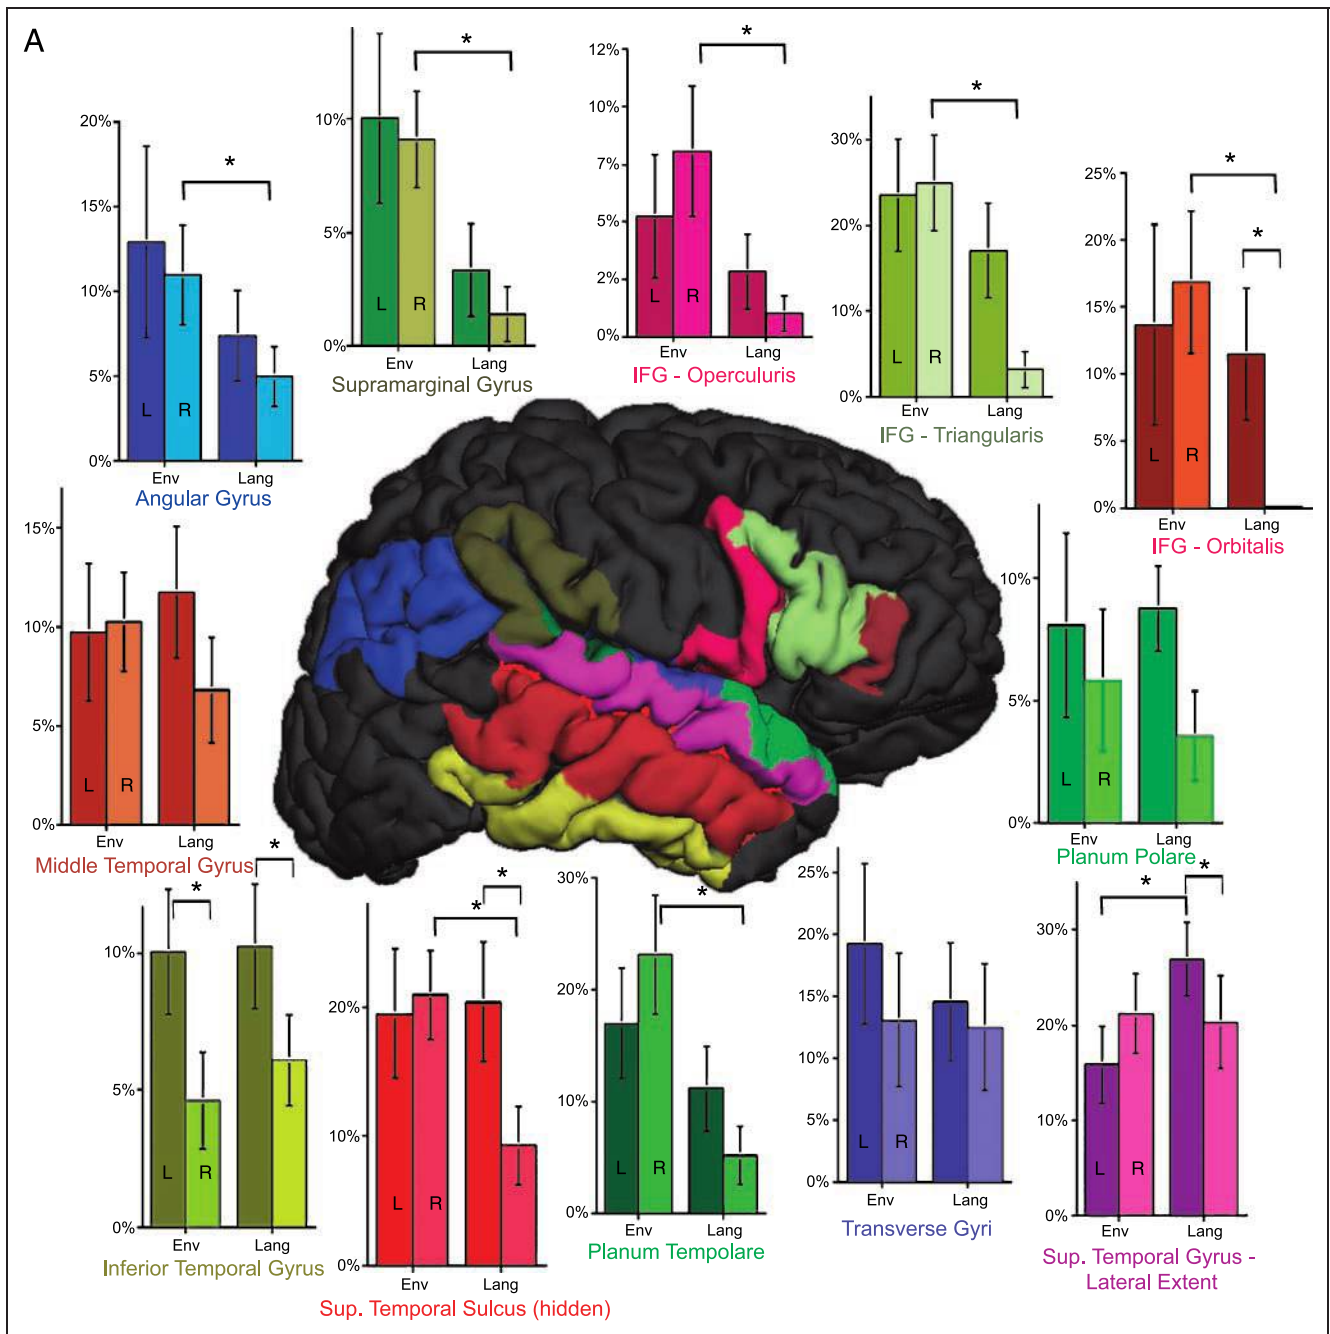 A
*
10%
5%
0%
L
R
Env
Lang
Supramarginal Gyrus
*
12%
10%
7%
5%
2%
0%
L
R
Env
Lang
IFG - Operculuris
*
30%
20%
10%
0%
L
R
Env
Lang
IFG - Triangularis
*
20%
15%
10%
5%
0%
L
R
Env
Lang
Angular Gyrus
*
*
25%
20%
15%
10%
5%
0%
L
R
Env
Lang
IFG - Orbitalis
15%
10%
5%
0%
L
R
Env
Lang
Middle Temporal Gyrus
10%
5%
0%
L
R
Env
Lang
Planum Polare
*
*
10%
5%
0%
L
R
Env
Lang
Inferior Temporal Gyrus
*
*
20%
10%
0%
L
R
Env
Lang
Sup. Temporal Sulcus (hidden)
*
30%
20%
10%
0%
L
R
Env
Lang
Planum Tempolare
25%
20%
15%
10%
5%
0%
L
R
Env
Lang
Transverse Gyri
*
*
30%
20%
10%
0%
L
R
Env
Lang
Sup. Temporal Gyrus -
Lateral Extent